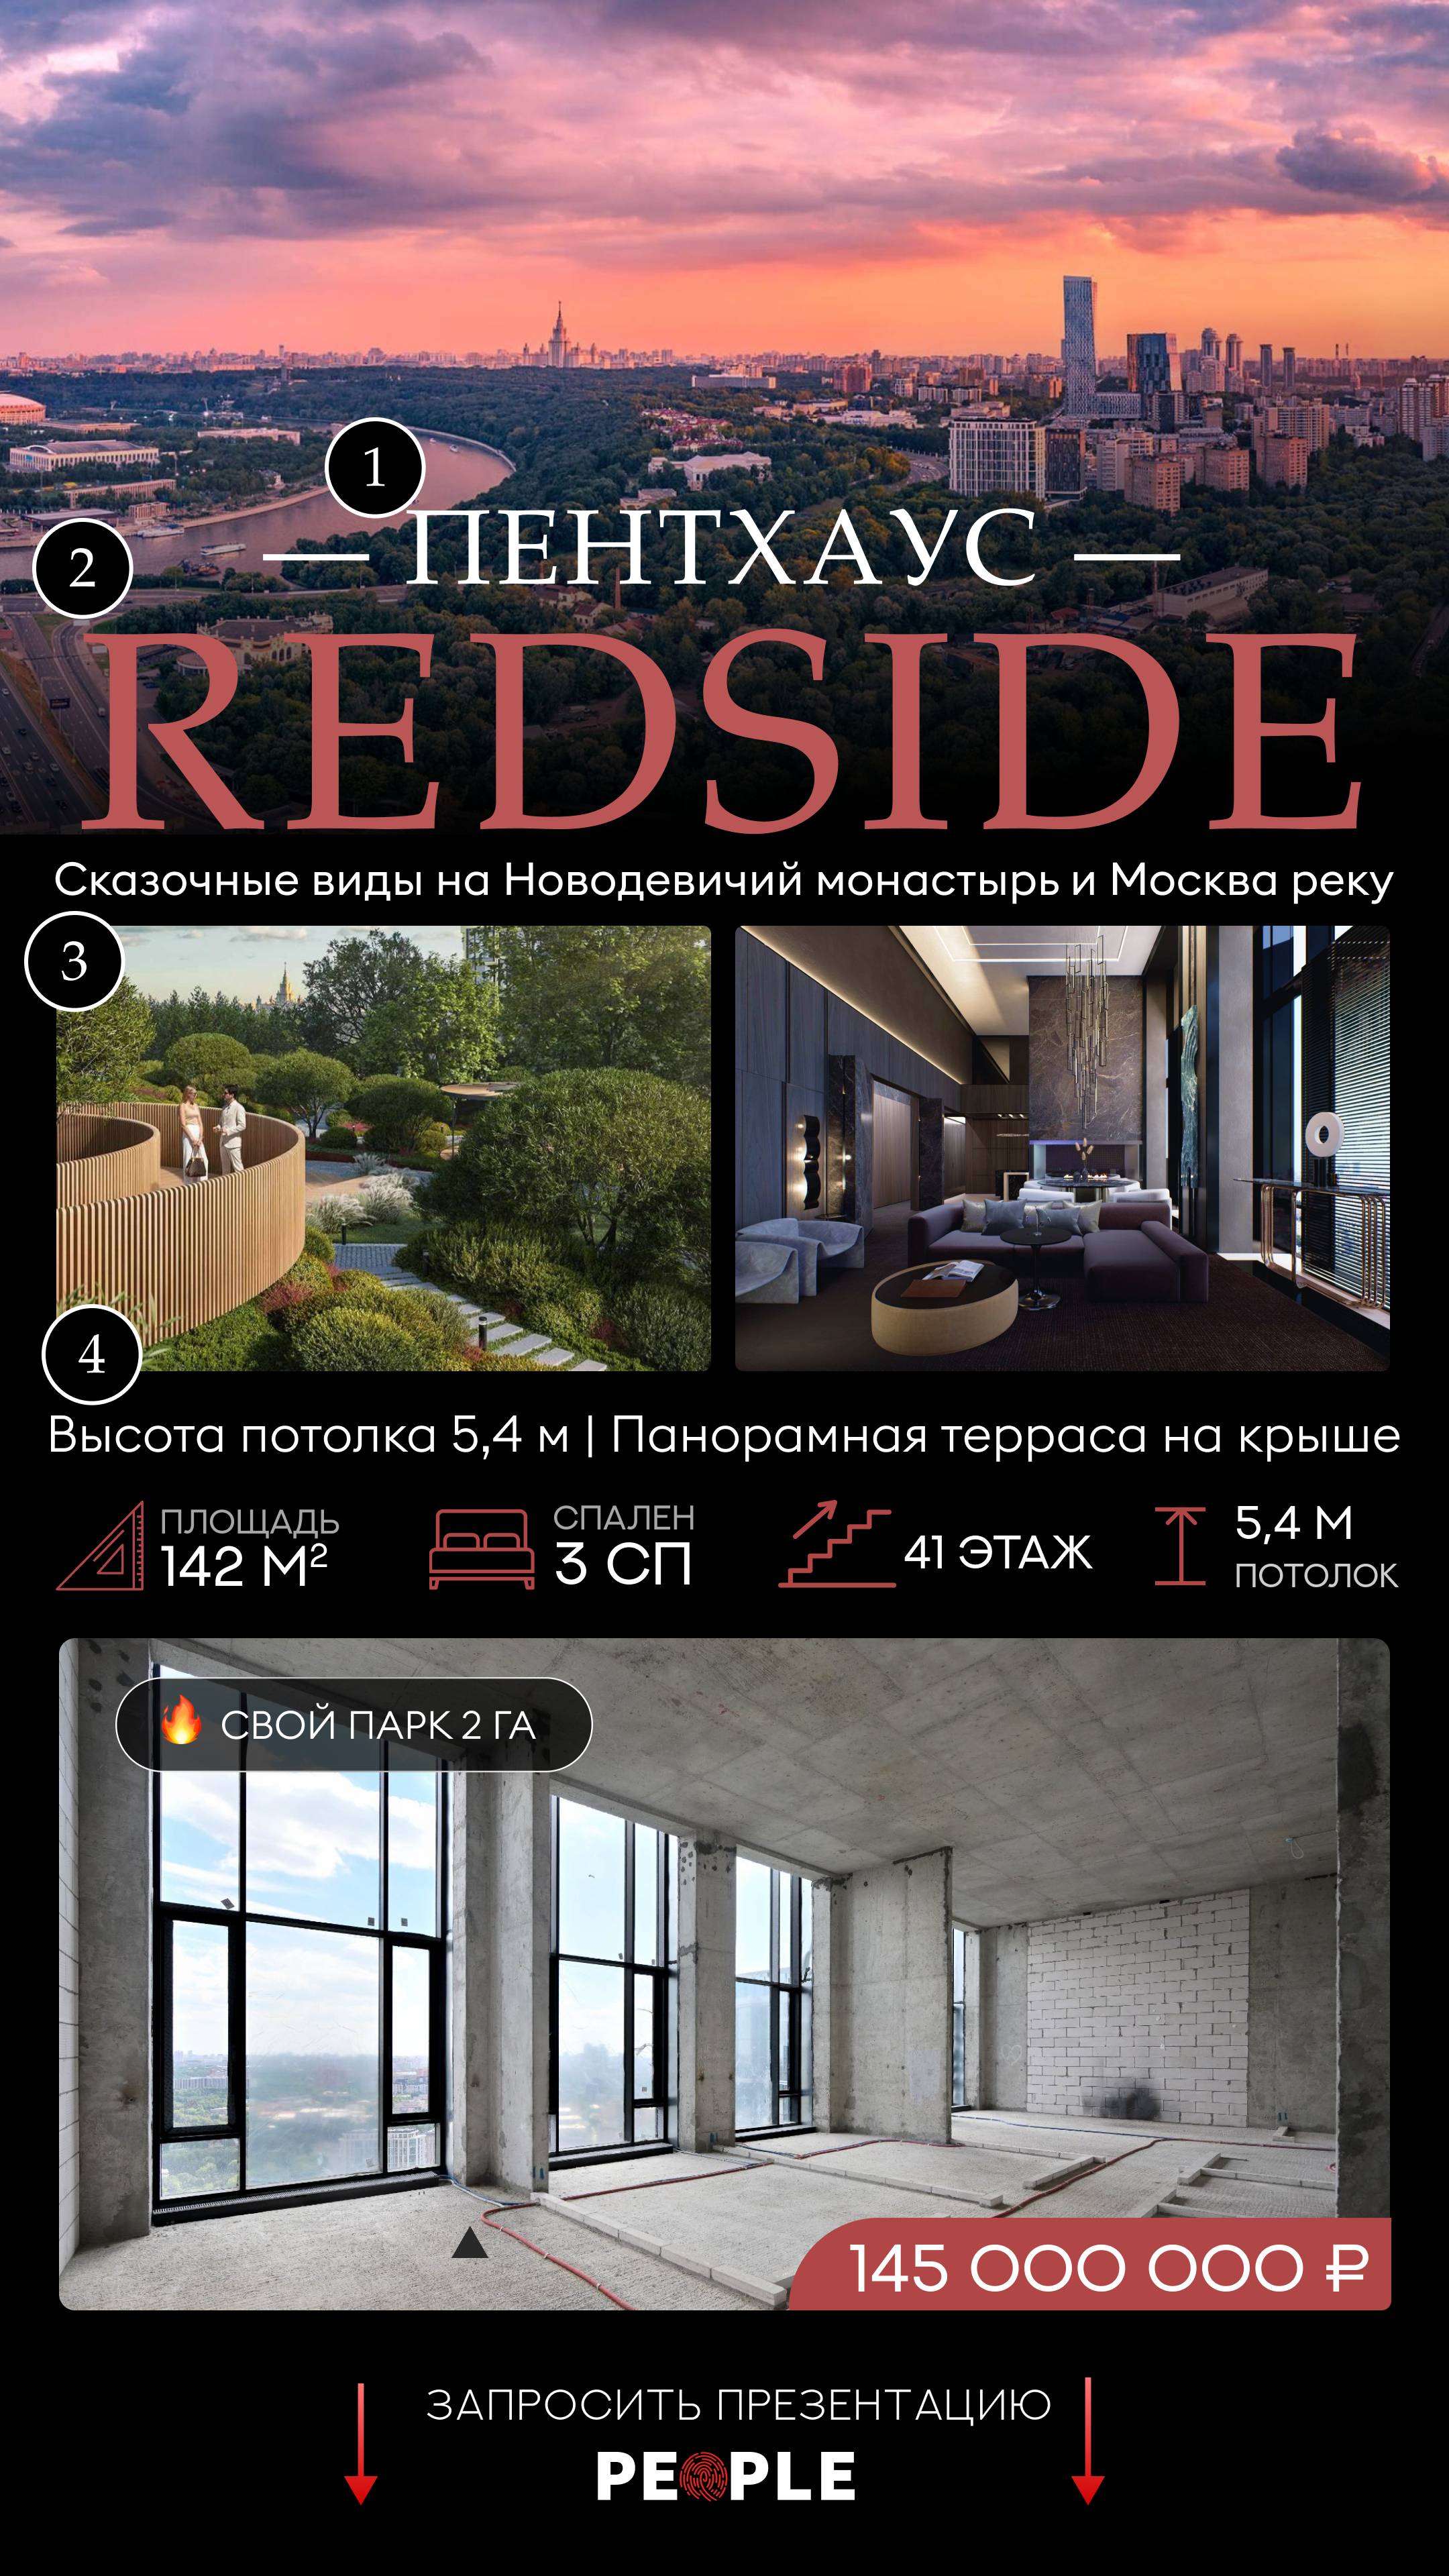 1
— ПЕНТХАУС —
2
REDSIDE
Сказочные виды на Новодевичий монастырь и Москва реку
3
4
Высота потолка 5,4 м | Панорамная терраса на крыше
ПЛОЩАДЬ
142 М²
СПАЛЕН
3 СП
41 ЭТАЖ
5,4 М
ПОТОЛОК
🔥 СВОЙ ПАРК 2 ГА
145 000 000 ₽
ЗАПРОСИТЬ ПРЕЗЕНТАЦИЮ
PEOPLE